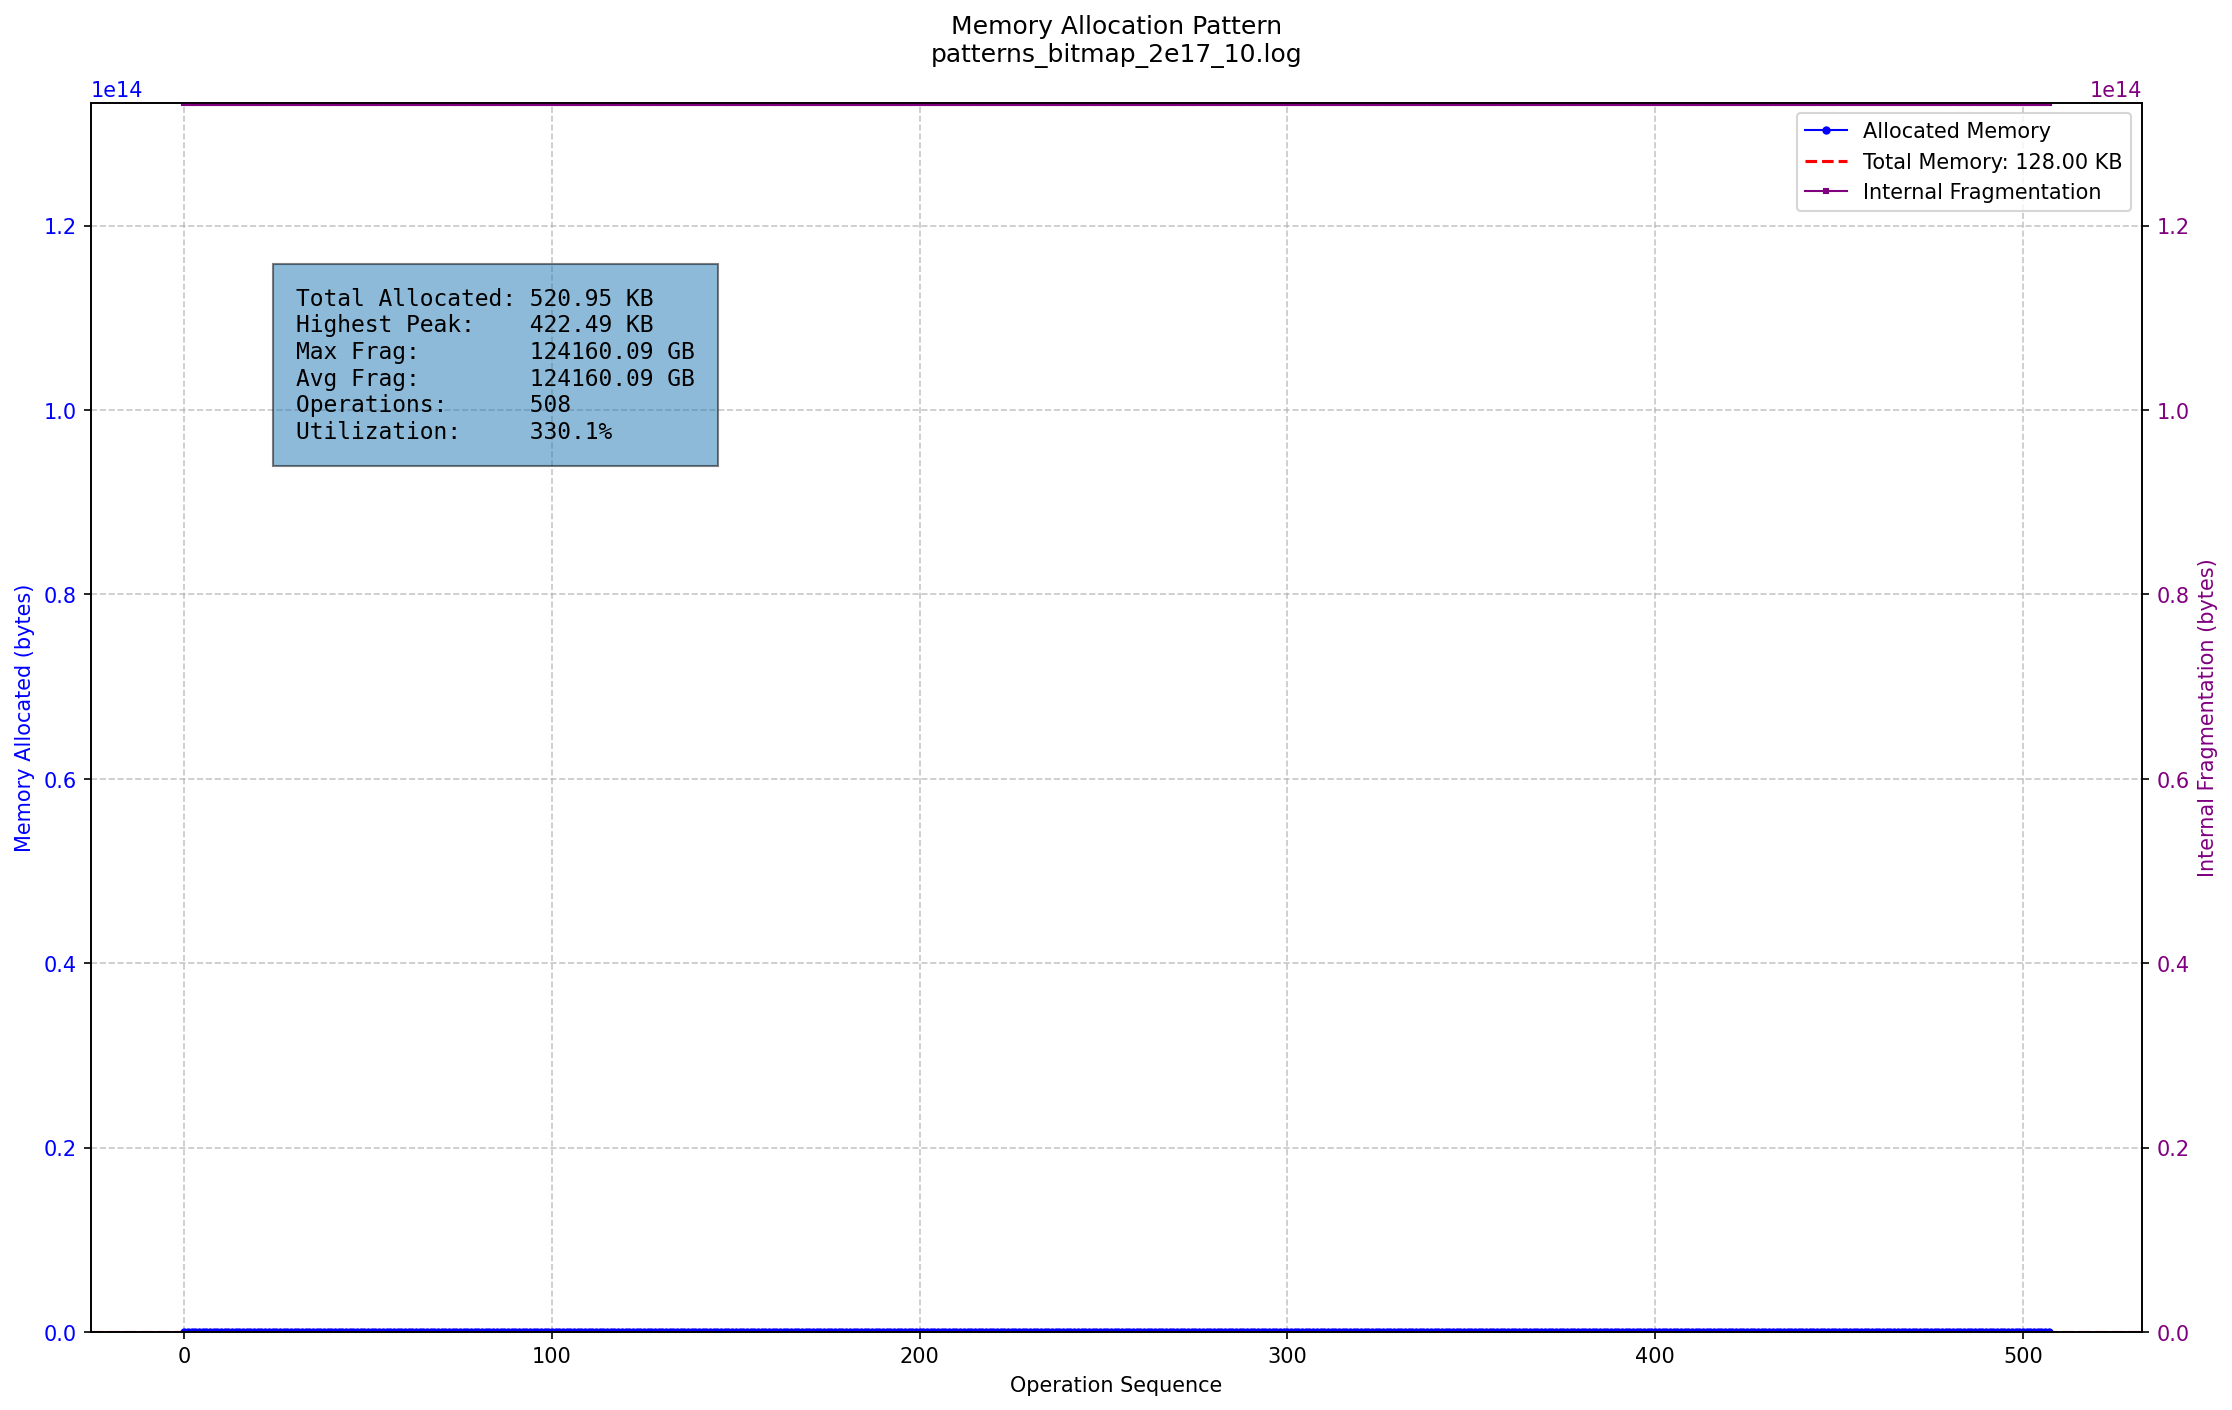 Memory Allocation Pattern
patterns_bitmap_2e17_10.log
1e14
1e14
Allocated Memory
Total Memory: 128.00 KB
Internal Fragmentation
Total Allocated: 520.95 KB
Highest Peak: 422.49 KB
Max Frag: 124160.09 GB
Avg Frag: 124160.09 GB
Operations: 508
Utilization: 330.1%
Memory Allocated (bytes)
1.2
1.0
0.8
0.6
0.4
0.2
0.0
Internal Fragmentation (bytes)
1.2
1.0
0.8
0.6
0.4
0.2
0.0
0 100 200 300 400 500
Operation Sequence